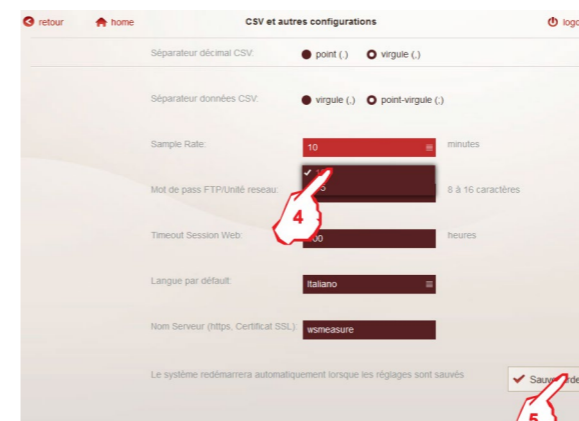 retour home CSV et autres configurations
Séparateur décimal CSV: point (.) virgule (,)
Séparateur données CSV: virgule (,) point-virgule (;)
Sample Rate: 10 minutes
Mot de pass FTP/Unité reseau: 8 à 16 caractères
4
Timeout Session Web: heures
Langue par défault: Italiano
Nom Serveur (https, Certificat SSL): wsmeasure
Le système redémarrera automatiquement lorsque les réglages sont sauvés
5